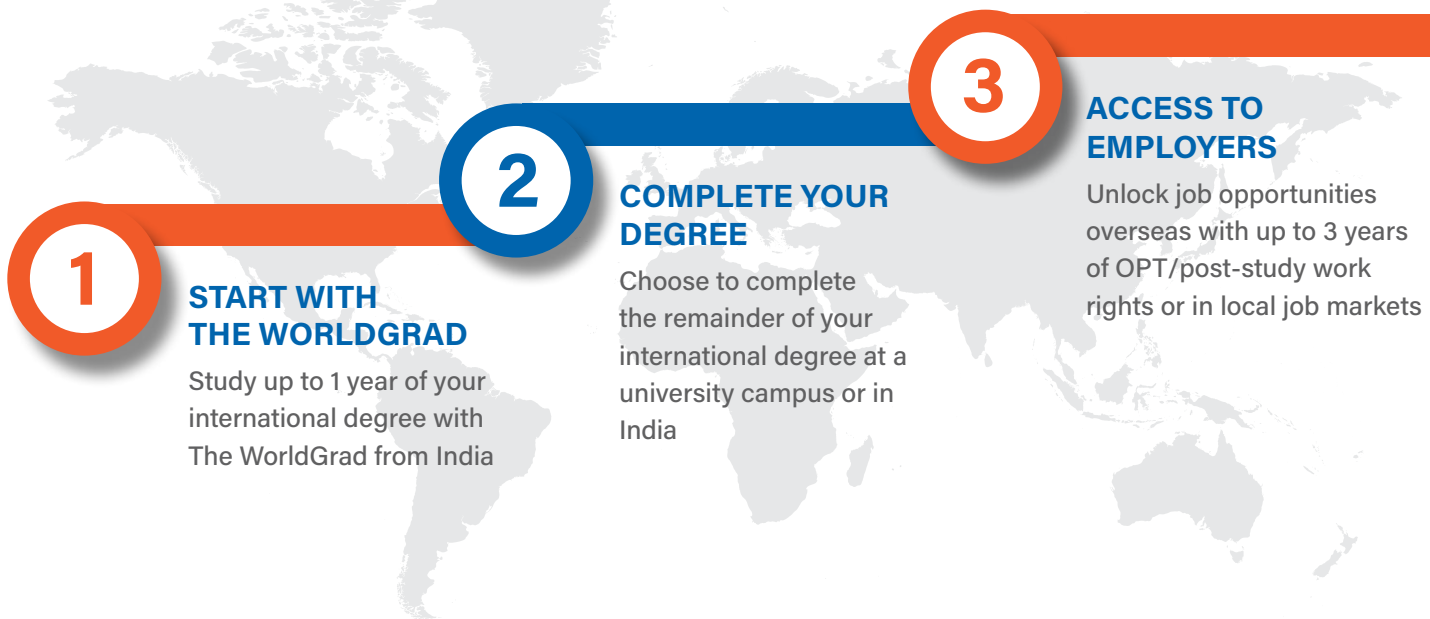 1
START WITH
THE WORLDGRAD
Study up to 1 year of your
international degree with
The WorldGrad from India
2
COMPLETE YOUR
DEGREE
Choose to complete
the remainder of your
international degree at a
university campus or in
India
3
ACCESS TO
EMPLOYERS
Unlock job opportunities
overseas with up to 3 years
of OPT/post-study work
rights or in local job markets